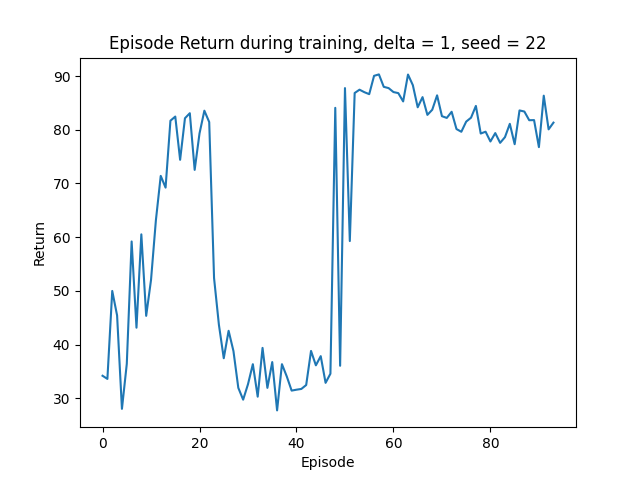 Episode Return during training, delta = 1, seed = 22
90
80
70
60
50
40
30
Return
0 20 40 60 80
Episode